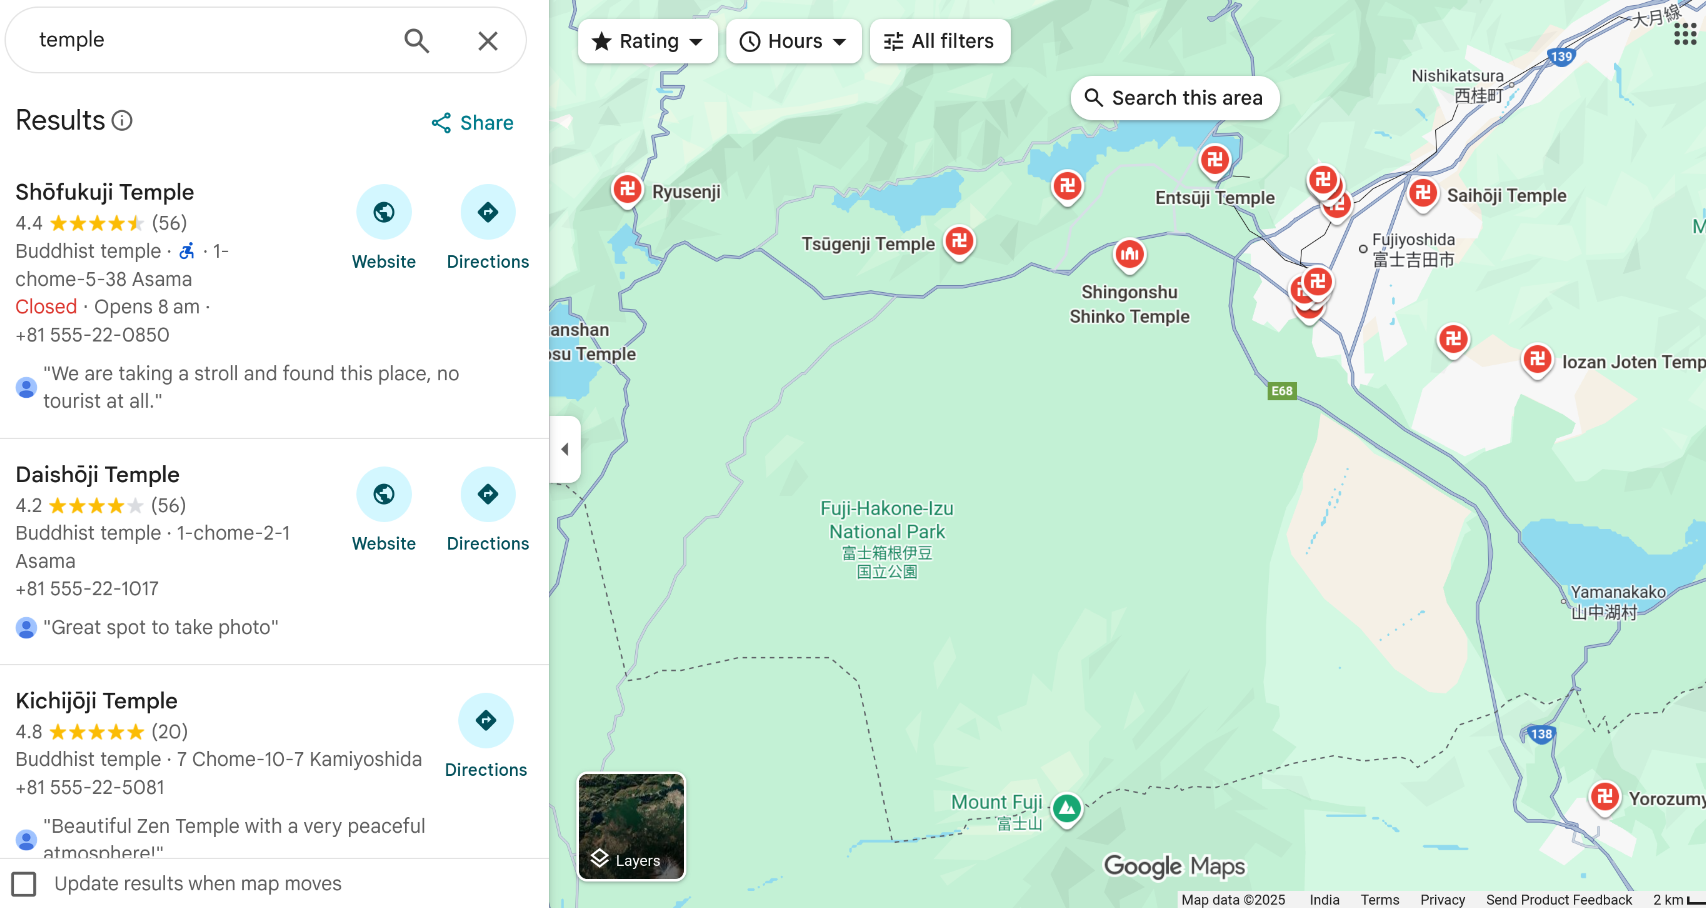 temple
Results
Share
Shōfukuji Temple
4.4 (56)
Buddhist temple · · 1-
chome-5-38 Asama
Closed · Opens 8 am ·
+81 555-22-0850
Website
Directions
"We are taking a stroll and found this place, no
tourist at all."
Daishōji Temple
4.2 (56)
Buddhist temple · 1-chome-2-1
Asama
+81 555-22-1017
Website
Directions
"Great spot to take photo"
Kichijōji Temple
4.8 (20)
Buddhist temple · 7 Chome-10-7 Kamiyoshida
+81 555-22-5081
Directions
"Beautiful Zen Temple with a very peaceful
atmosphere!"
Update results when map moves
Rating
Hours
All filters
Search this area
大月線
139
Nishikatsura
西桂町
Ryusenji
Entsūji Temple
Saihōji Temple
Tsūgenji Temple
Fujiyoshida
富士吉田市
Shingonshu
Shinko Temple
anshan
osu Temple
Iozan Joten Temp
E68
Fuji-Hakone-Izu
National Park
富士箱根伊豆
国立公園
Yamanakako
山中湖村
138
Mount Fuji
富士山
Yorozumy
Layers
Google Maps
Map data ©2025
India
Terms
Privacy
Send Product Feedback
2 km